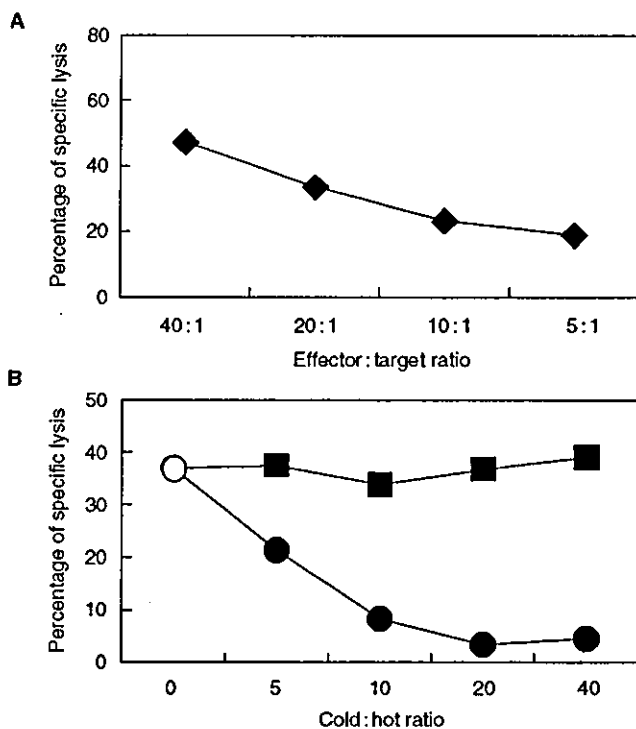 A
80
60
40
20
0
Percentage of specific lysis
40:1 20:1 10:1 5:1
Effector:target ratio
B
50
40
30
20
10
0
Percentage of specific lysis
0 5 10 20 40
Cold:hot ratio